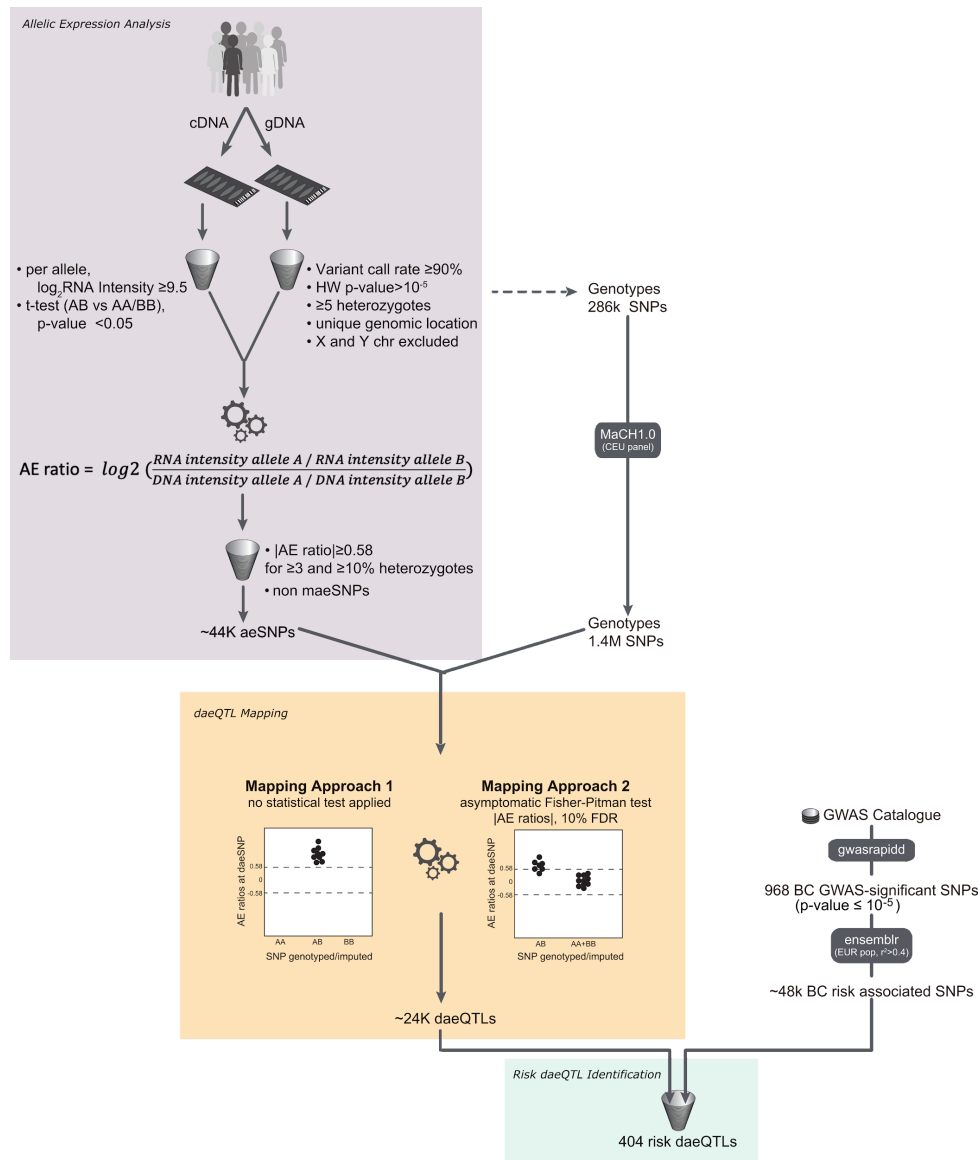 Allelic Expression Analysis
cDNA
gDNA
• per allele,
log2RNA Intensity ≥9.5
• t-test (AB vs AA/BB),
p-value <0.05
• Variant call rate ≥90%
• HW p-value>10-5
• ≥5 heterozygotes
• unique genomic location
• X and Y chr excluded
Genotypes
286k SNPs
MaCH1.0
(CEU panel)
AE ratio = log2 (RNA intensity allele A / RNA intensity allele B
DNA intensity allele A / DNA intensity allele B)
• |AE ratio|≥0.58
for ≥3 and ≥10% heterozygotes
• non maeSNPs
~44K aeSNPs
Genotypes
1.4M SNPs
daeQTL Mapping
Mapping Approach 1
no statistical test applied
AE ratios at daeSNP
0.58
0
-0.58
AA AB BB
SNP genotyped/imputed
Mapping Approach 2
asymptomatic Fisher-Pitman test
|AE ratios|, 10% FDR
AE ratios at daeSNP
0.58
0
-0.58
AB AA+BB
SNP genotyped/imputed
~24K daeQTLs
GWAS Catalogue
gwasrapidd
968 BC GWAS-significant SNPs
(p-value ≤ 10-5)
ensemblr
(EUR pop, r2>0.4)
~48k BC risk associated SNPs
Risk daeQTL Identification
404 risk daeQTLs